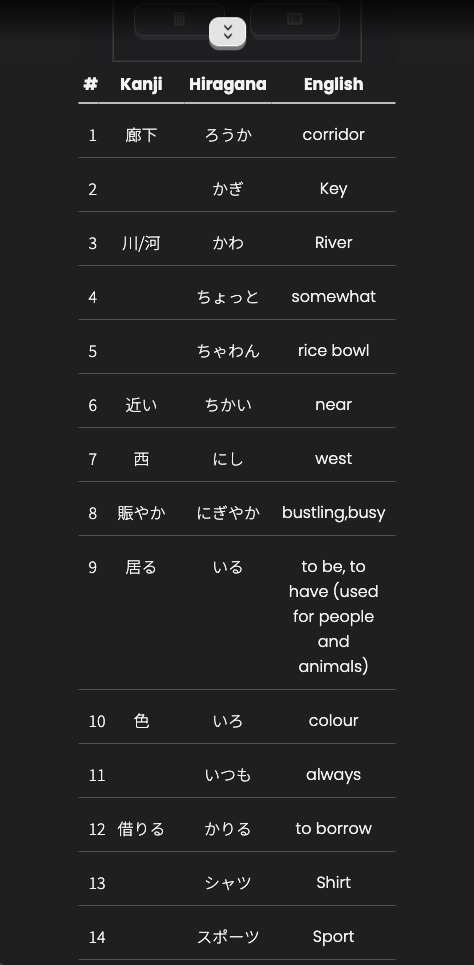 # Kanji Hiragana English
1 廊下 ろうか corridor
2 かぎ Key
3 川/河 かわ River
4 ちょっと somewhat
5 ちゃわん rice bowl
6 近い ちかい near
7 西 にし west
8 賑やか にぎやか bustling,busy
9 居る いる to be, to
have (used
for people
and
animals)
10 色 いろ colour
11 いつも always
12 借りる かりる to borrow
13 シャツ Shirt
14 スポーツ Sport